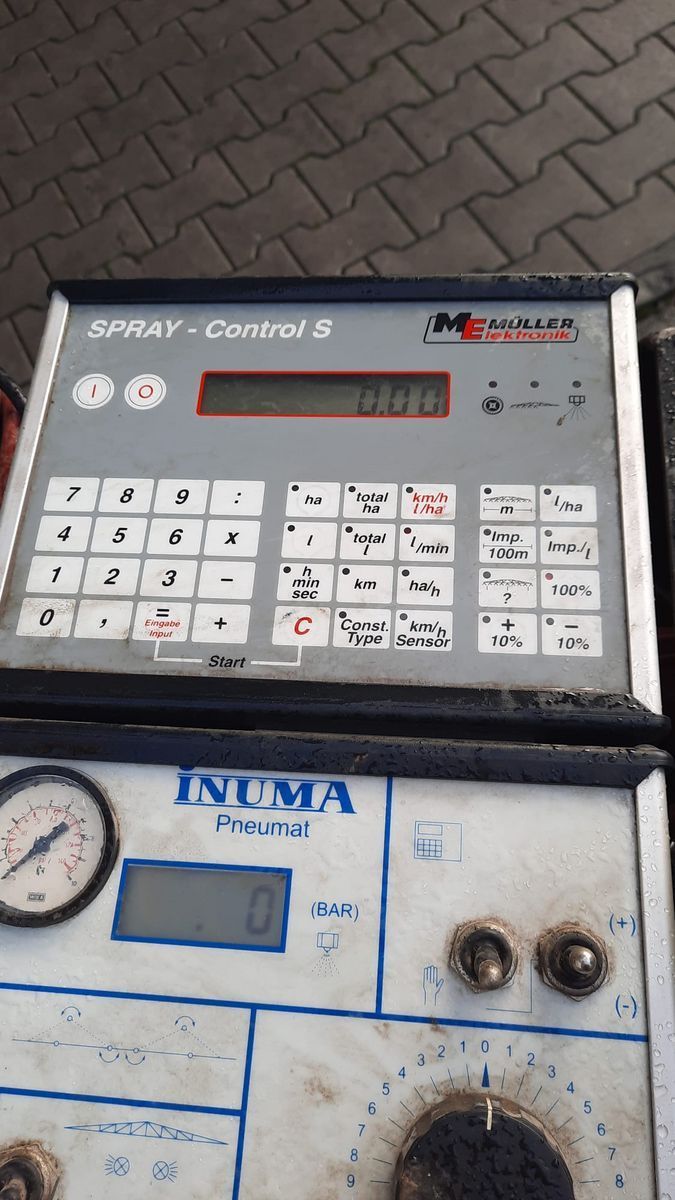 SPRAY - Control S
ME MÜLLER
Elektronik
I O
0.00
7 8 9 :
4 5 6 x
1 2 3 –
0 , = +
Eingabe
Input
Start
ha total ha km/h l/ha
l total l l/min
h min sec km ha/h
C Const. Type km/h Sensor
m l/ha
Imp. 100m Imp./l
? 100%
+ 10% – 10%
iNUMA
Pneumat
. 0
(BAR)
(+)
(-)
5 4 3 2 1 0 1 2 3 4 5
6 6
7 7
8 8
9